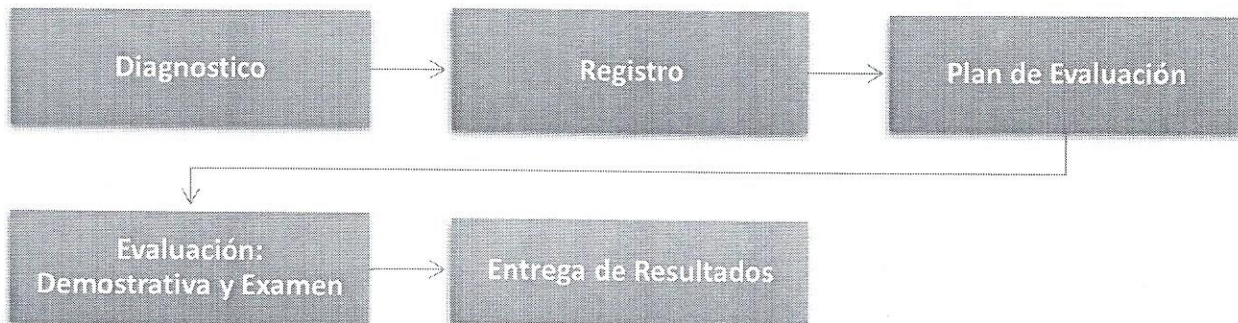 Diagnostico
Registro
Plan de Evaluación
Evaluación:
Demostrativa y Examen
Entrega de Resultados